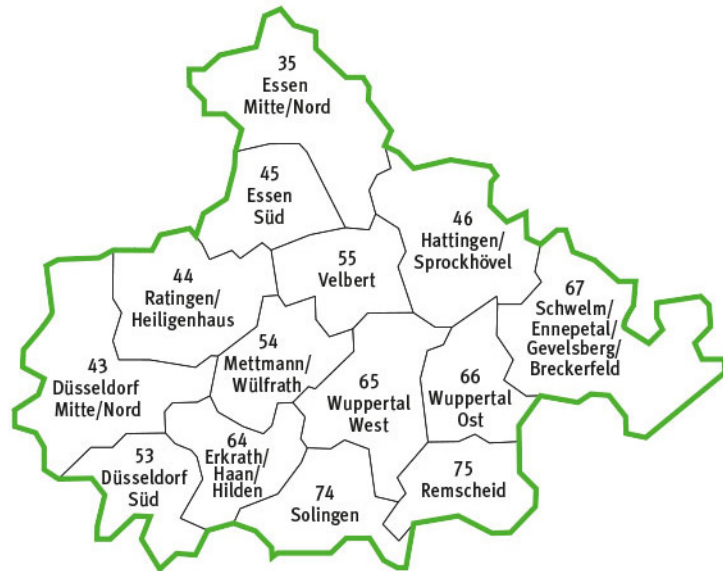 35
Essen
Mitte/Nord
45
Essen
Süd
46
Hattingen/
Sprockhövel
55
Velbert
44
Ratingen/
Heiligenhaus
67
Schwelm/
Ennepetal/
Gevelsberg/
Breckerfeld
54
Mettmann/
Wülfrath
43
Düsseldorf
Mitte/Nord
65
Wuppertal
West
66
Wuppertal
Ost
53
Düsseldorf
Süd
64
Erkrath/
Haan/
Hilden
74
Solingen
75
Remscheid